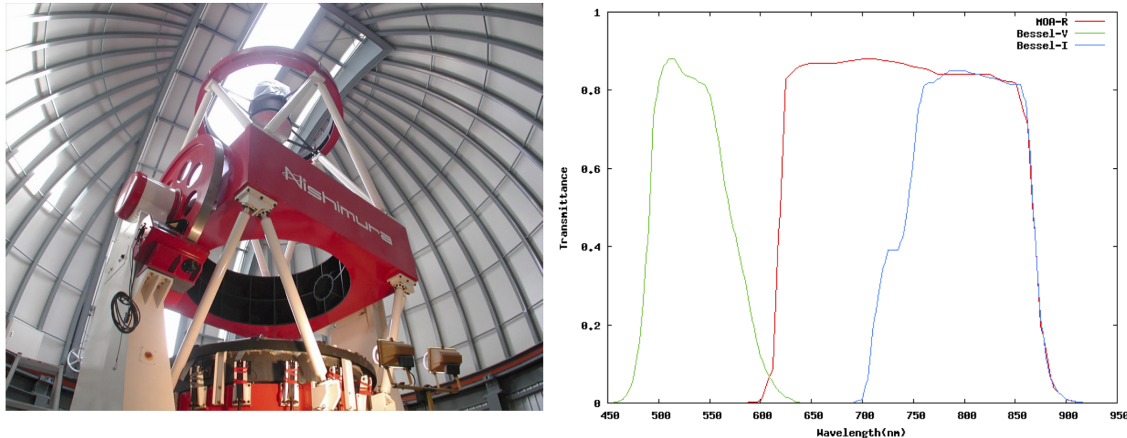 Nishimura
1
0.8
0.6
0.4
0.2
0
Transmittance
MOA-R
Bessel-V
Bessel-I
450 500 550 600 650 700 750 800 850 900 950
Wavelength(nm)